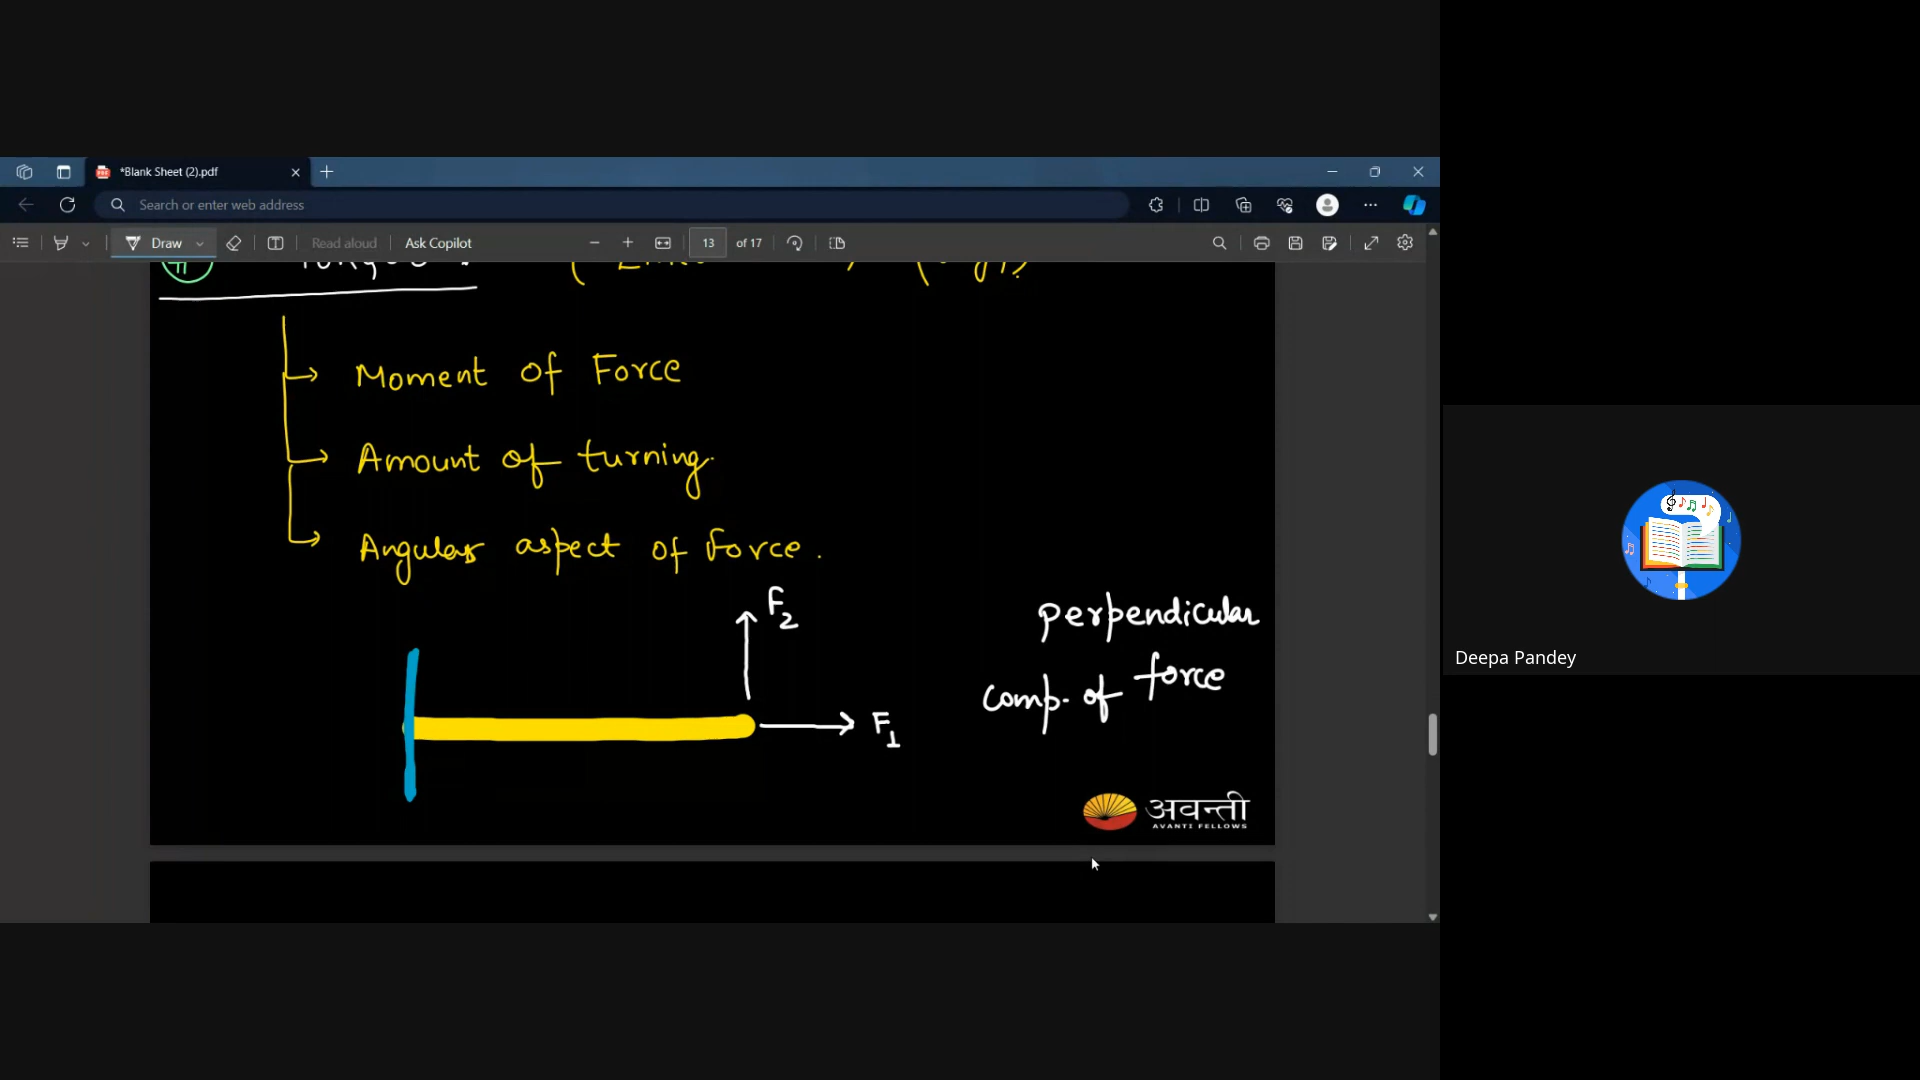 *Blank Sheet (2).pdf
Search or enter web address
Draw
Read aloud
Ask Copilot
13 of 17
Torque :
Moment of Force
Amount of turning.
Angular aspect of Force.
F2
perpendicular
comp. of force
F1
अवन्ती
AVANTI FELLOWS
Deepa Pandey